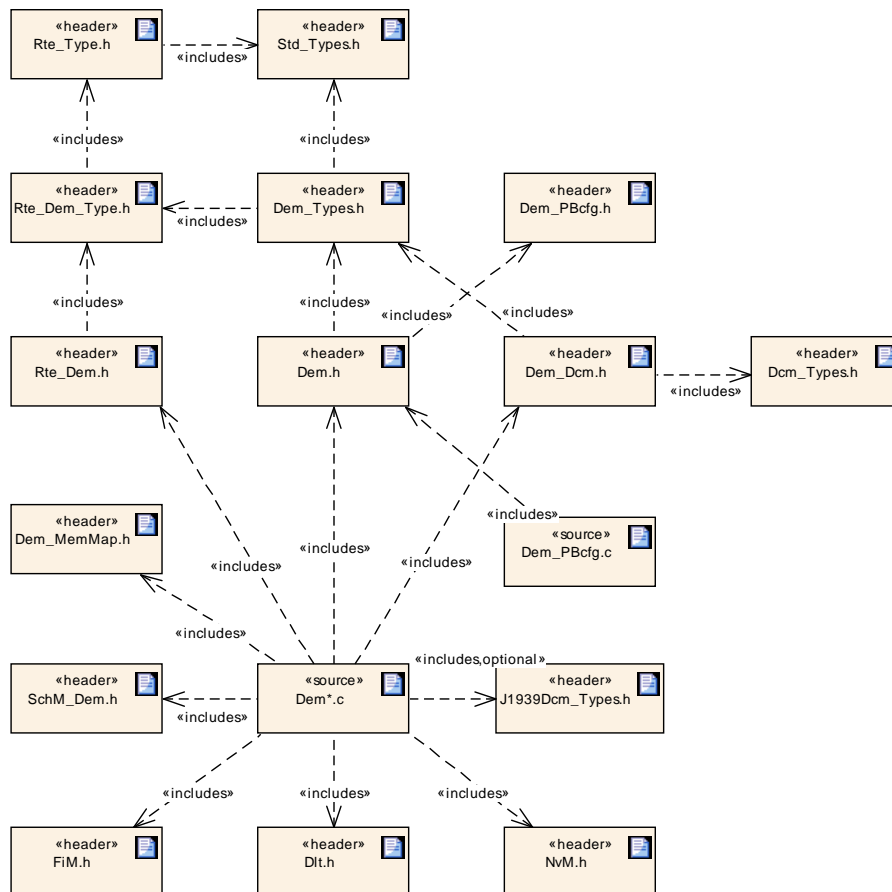 «header»
Rte_Type.h
«header»
Std_Types.h
«includes»
«includes»
«includes»
«header»
Rte_Dem_Type.h
«header»
Dem_Types.h
«header»
Dem_PBcfg.h
«includes»
«includes»
«includes»
«includes»
«includes»
«header»
Rte_Dem.h
«header»
Dem.h
«header»
Dem_Dcm.h
«header»
Dcm_Types.h
«includes»
«header»
Dem_MemMap.h
«includes»
«source»
Dem_PBcfg.c
«includes»
«includes»
«includes»
«includes»
«header»
SchM_Dem.h
«source»
Dem*.c
«includes,optional»
«header»
J1939Dcm_Types.h
«includes»
«includes»
«includes»
«includes»
«header»
FiM.h
«header»
Dlt.h
«header»
NvM.h